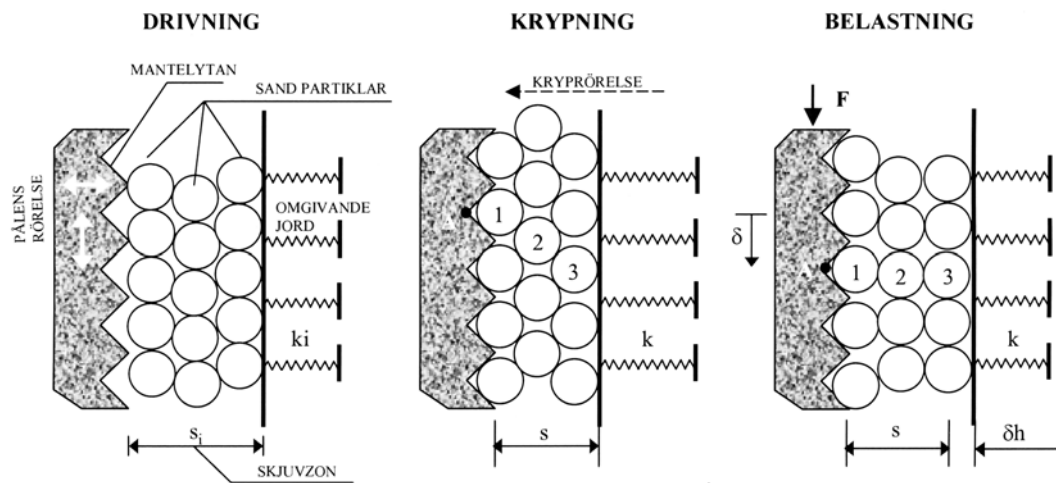 DRIVNING
MANTELYTAN
SAND PARTIKLAR
PÅLENS
RÖRELSE
OMGIVANDE
JORD
ki
s_i
SKJUVZON
KRYPNING
KRYPRÖRELSE
1
2
3
k
s
BELASTNING
F
δ
1
2
3
k
s
δh